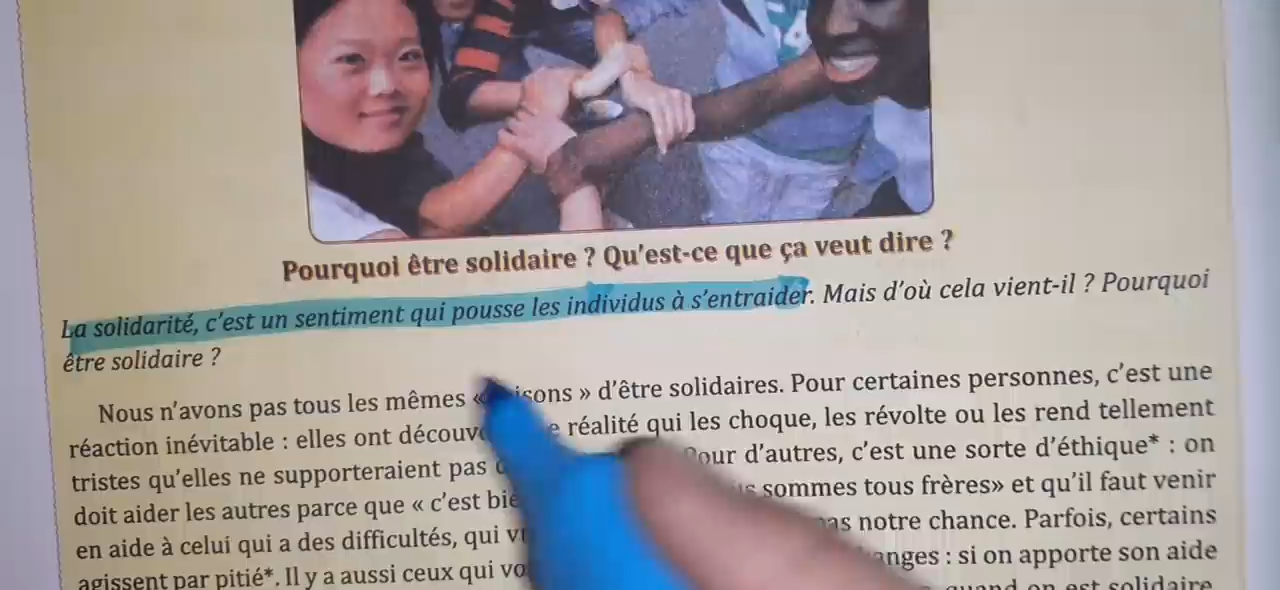 Pourquoi être solidaire ? Qu'est-ce que ça veut dire ?
La solidarité, c'est un sentiment qui pousse les individus à s'entraider. Mais d'où cela vient-il ? Pourquoi
être solidaire ?
Nous n'avons pas tous les mêmes « » d'être solidaires. Pour certaines personnes, c'est une
réaction inévitable : elles ont réalité qui les choque, les révolte ou les rend tellement
tristes qu'elles ne supporteraient pas d'autres, c'est une sorte d'éthique* : on
doit aider les autres parce que « c'est sommes tous frères» et qu'il faut venir
en aide à celui qui a des difficultés, qui notre chance. Parfois, certains
agissent par pitié*. Il y a aussi ceux qui : si on apporte son aide
quand on est solidaire